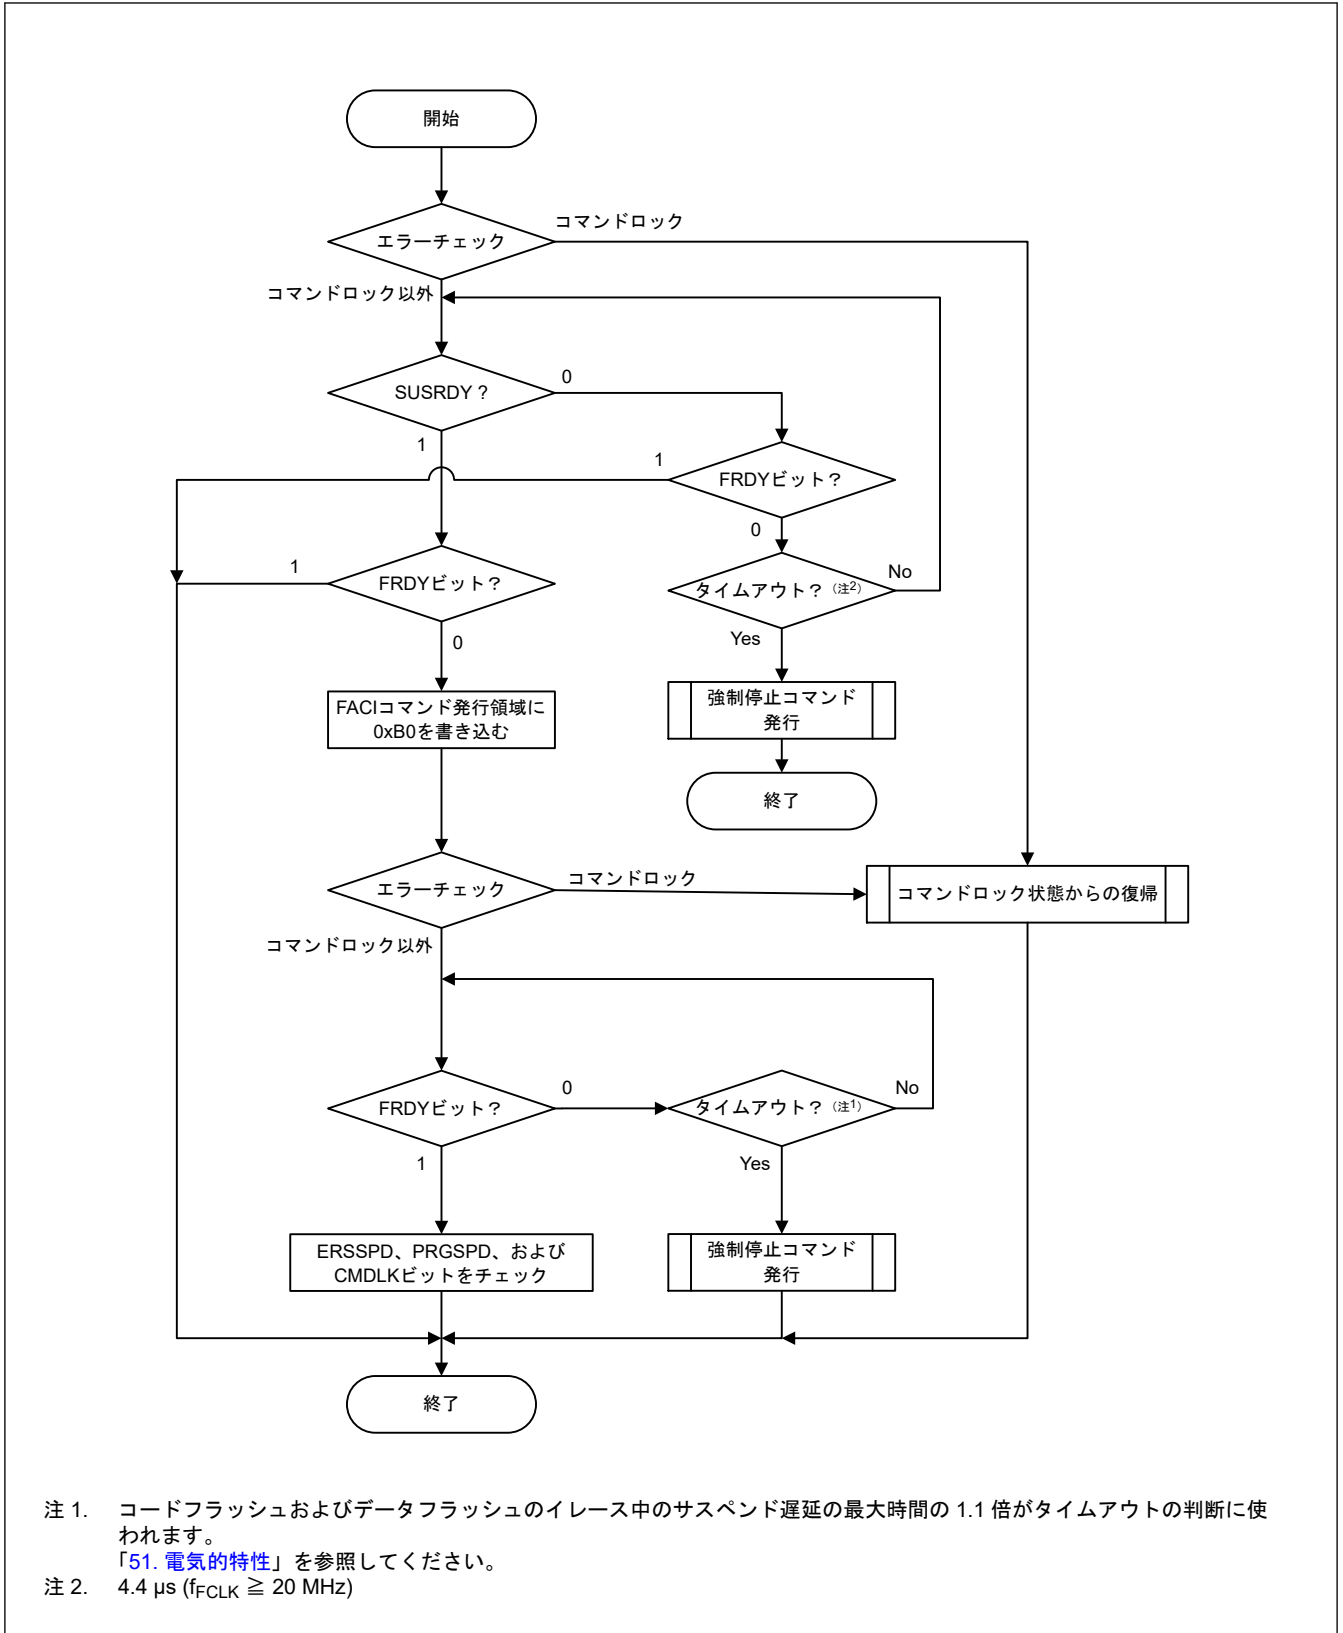 開始
エラーチェック
コマンドロック
コマンドロック以外
SUSRDY？
0
1
1
FRDYビット？
0
1
FRDYビット？
タイムアウト？（注2）
No
0
Yes
FACIコマンド発行領域に
0xB0を書き込む
強制停止コマンド
発行
終了
エラーチェック
コマンドロック
コマンドロック状態からの復帰
コマンドロック以外
FRDYビット？
0
タイムアウト？（注1）
No
1
Yes
ERSSPD、PRGSPD、および
CMDLKビットをチェック
強制停止コマンド
発行
終了
注 1. コードフラッシュおよびデータフラッシュのイレース中のサスペンド遅延の最大時間の 1.1 倍がタイムアウトの判断に使
われます。
「51. 電気的特性」を参照してください。
注 2. 4.4 µs (fFCLK ≧ 20 MHz)